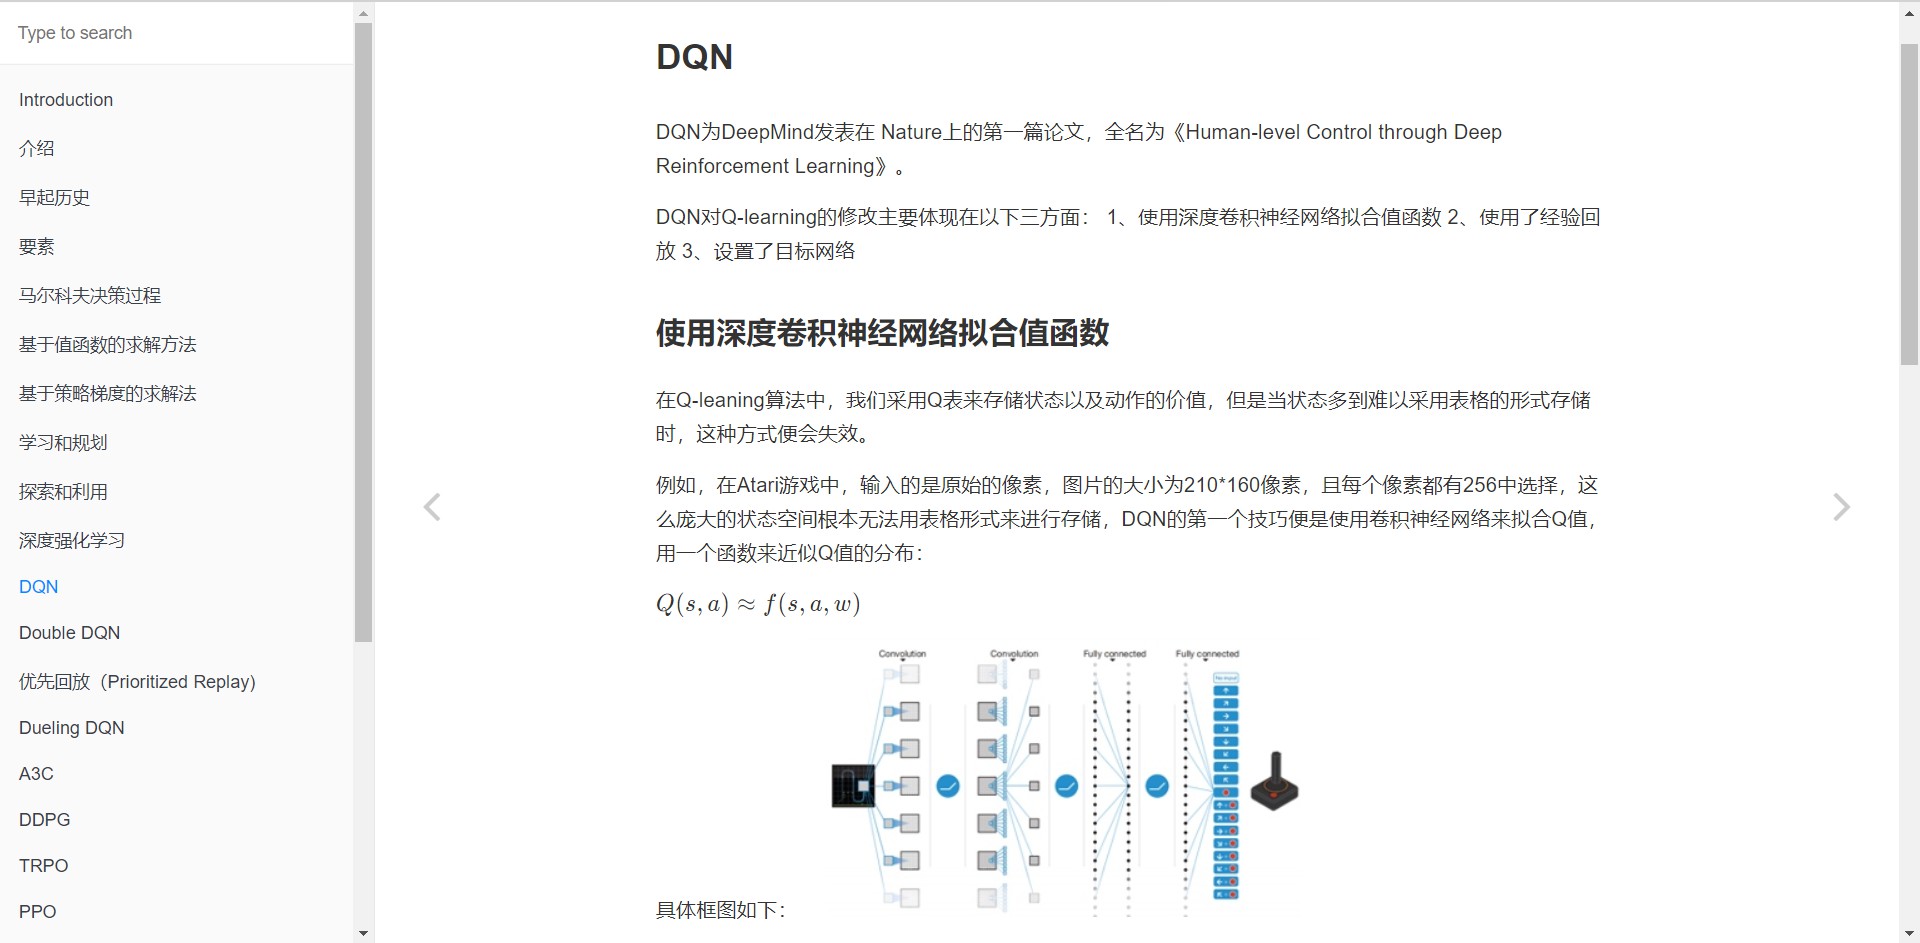 Type to search
Introduction
介绍
早起历史
要素
马尔科夫决策过程
基于值函数的求解方法
基于策略梯度的求解法
学习和规划
探索和利用
深度强化学习
DQN
Double DQN
优先回放（Prioritized Replay)
Dueling DQN
A3C
DDPG
TRPO
PPO
DQN
DQN为DeepMind发表在 Nature上的第一篇论文，全名为《Human-level Control through Deep
Reinforcement Learning》。
DQN对Q-learning的修改主要体现在以下三方面： 1、使用深度卷积神经网络拟合值函数 2、使用了经验回
放 3、设置了目标网络
使用深度卷积神经网络拟合值函数
在Q-leaning算法中，我们采用Q表来存储状态以及动作的价值，但是当状态多到难以采用表格的形式存储
时，这种方式便会失效。
例如，在Atari游戏中，输入的是原始的像素，图片的大小为210*160像素，且每个像素都有256中选择，这
么庞大的状态空间根本无法用表格形式来进行存储，DQN的第一个技巧便是使用卷积神经网络来拟合Q值，
用一个函数来近似Q值的分布：
Q(s, a) ≈ f(s, a, w)
Convolution
Convolution
Fully connected
Fully connected
No input
具体框图如下：